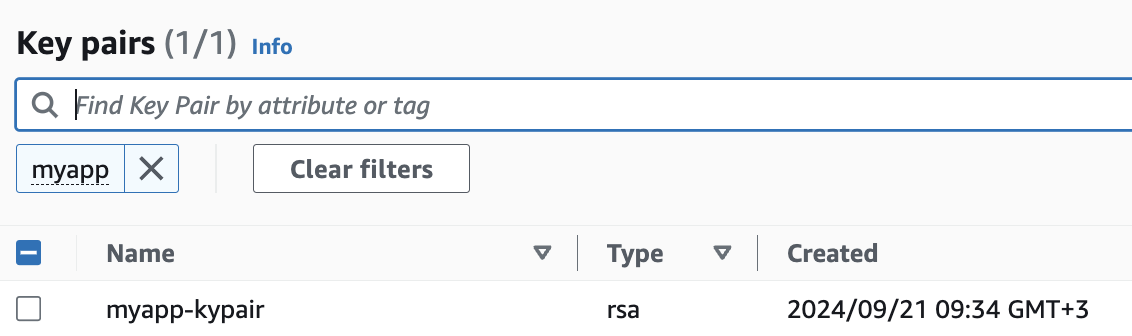 Key pairs (1/1) Info
Find Key Pair by attribute or tag
myapp Clear filters
Name Type Created
myapp-kypair rsa 2024/09/21 09:34 GMT+3